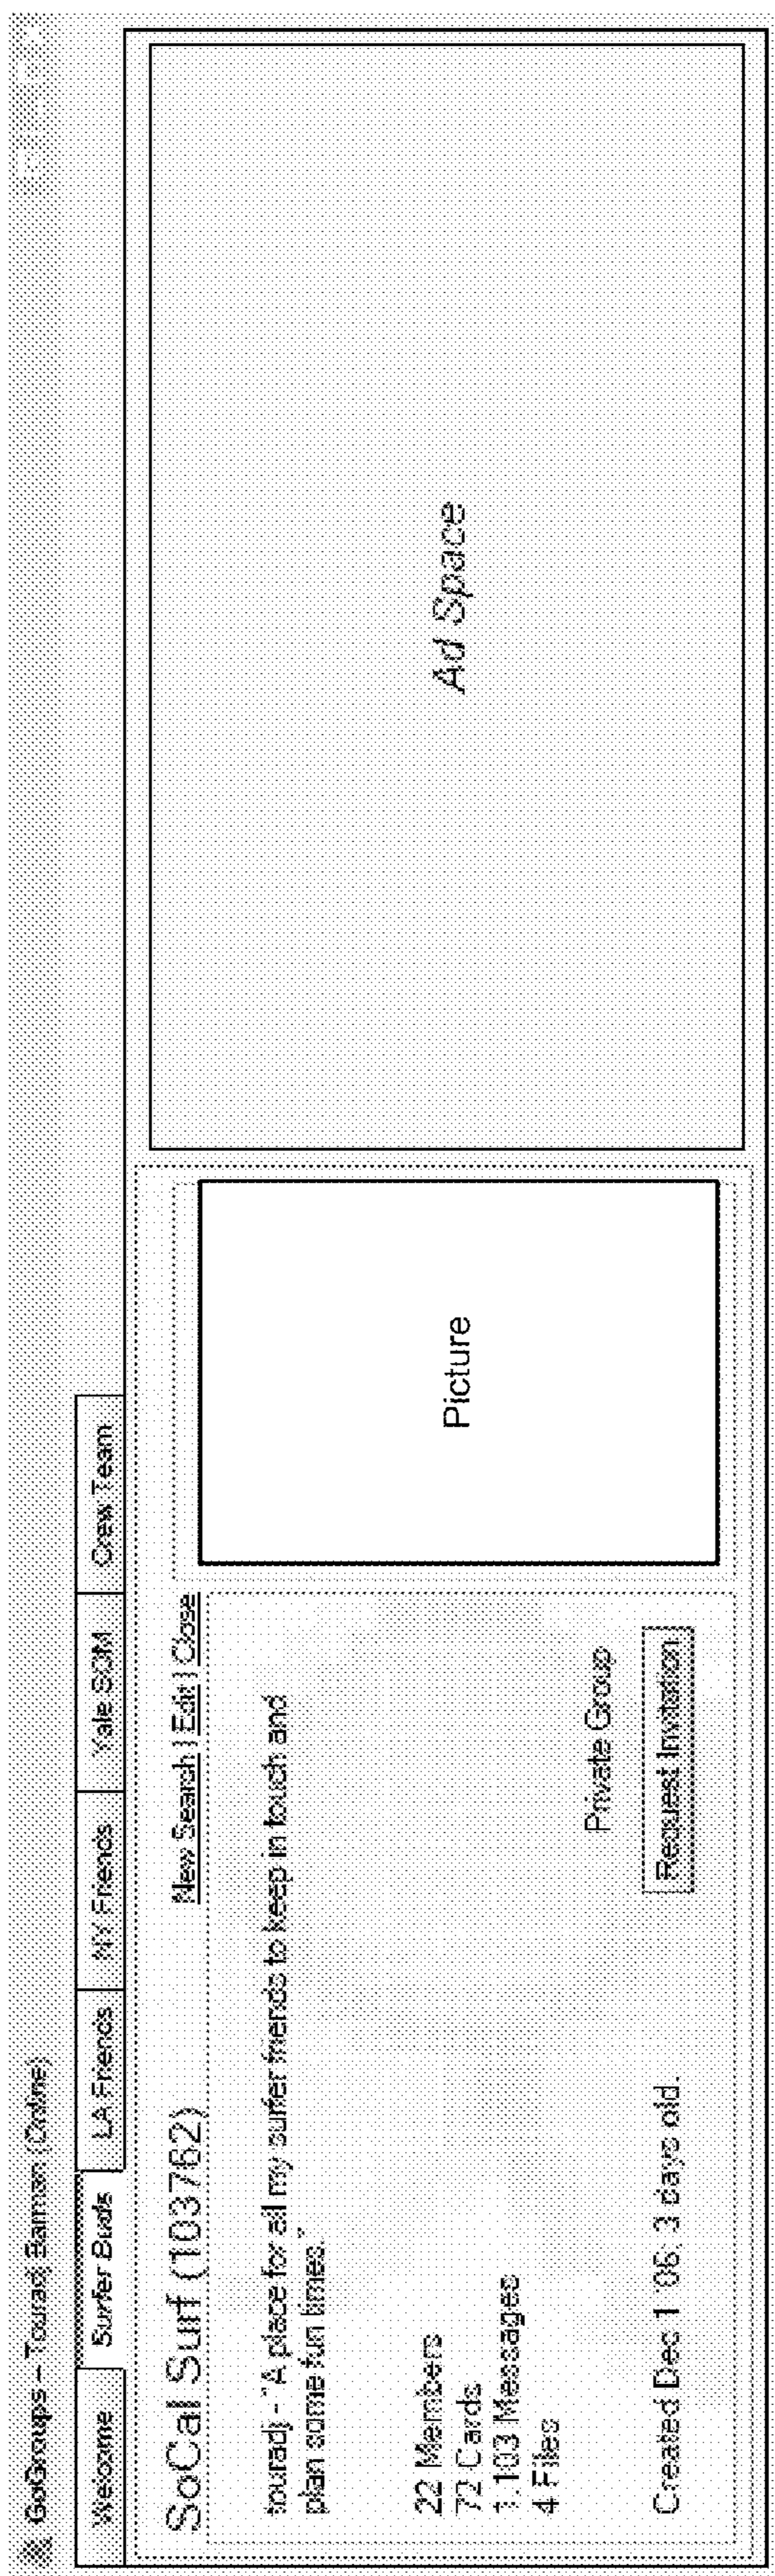 GoGroups – Touradj Barman (Online)
Welcome
Surfer Buds
LA Friends
NY Friends
Yale SOM
Crew Team
SoCal Surf (103762)
New Search | Edit | Close
touradj – "A place for all my surfer friends to keep in touch and
plan some fun times."
22 Members
72 Cards
1,103 Messages
4 Files
Private Group
Created Dec 1 '06, 3 days old.
Request Invitation
Picture
Ad Space